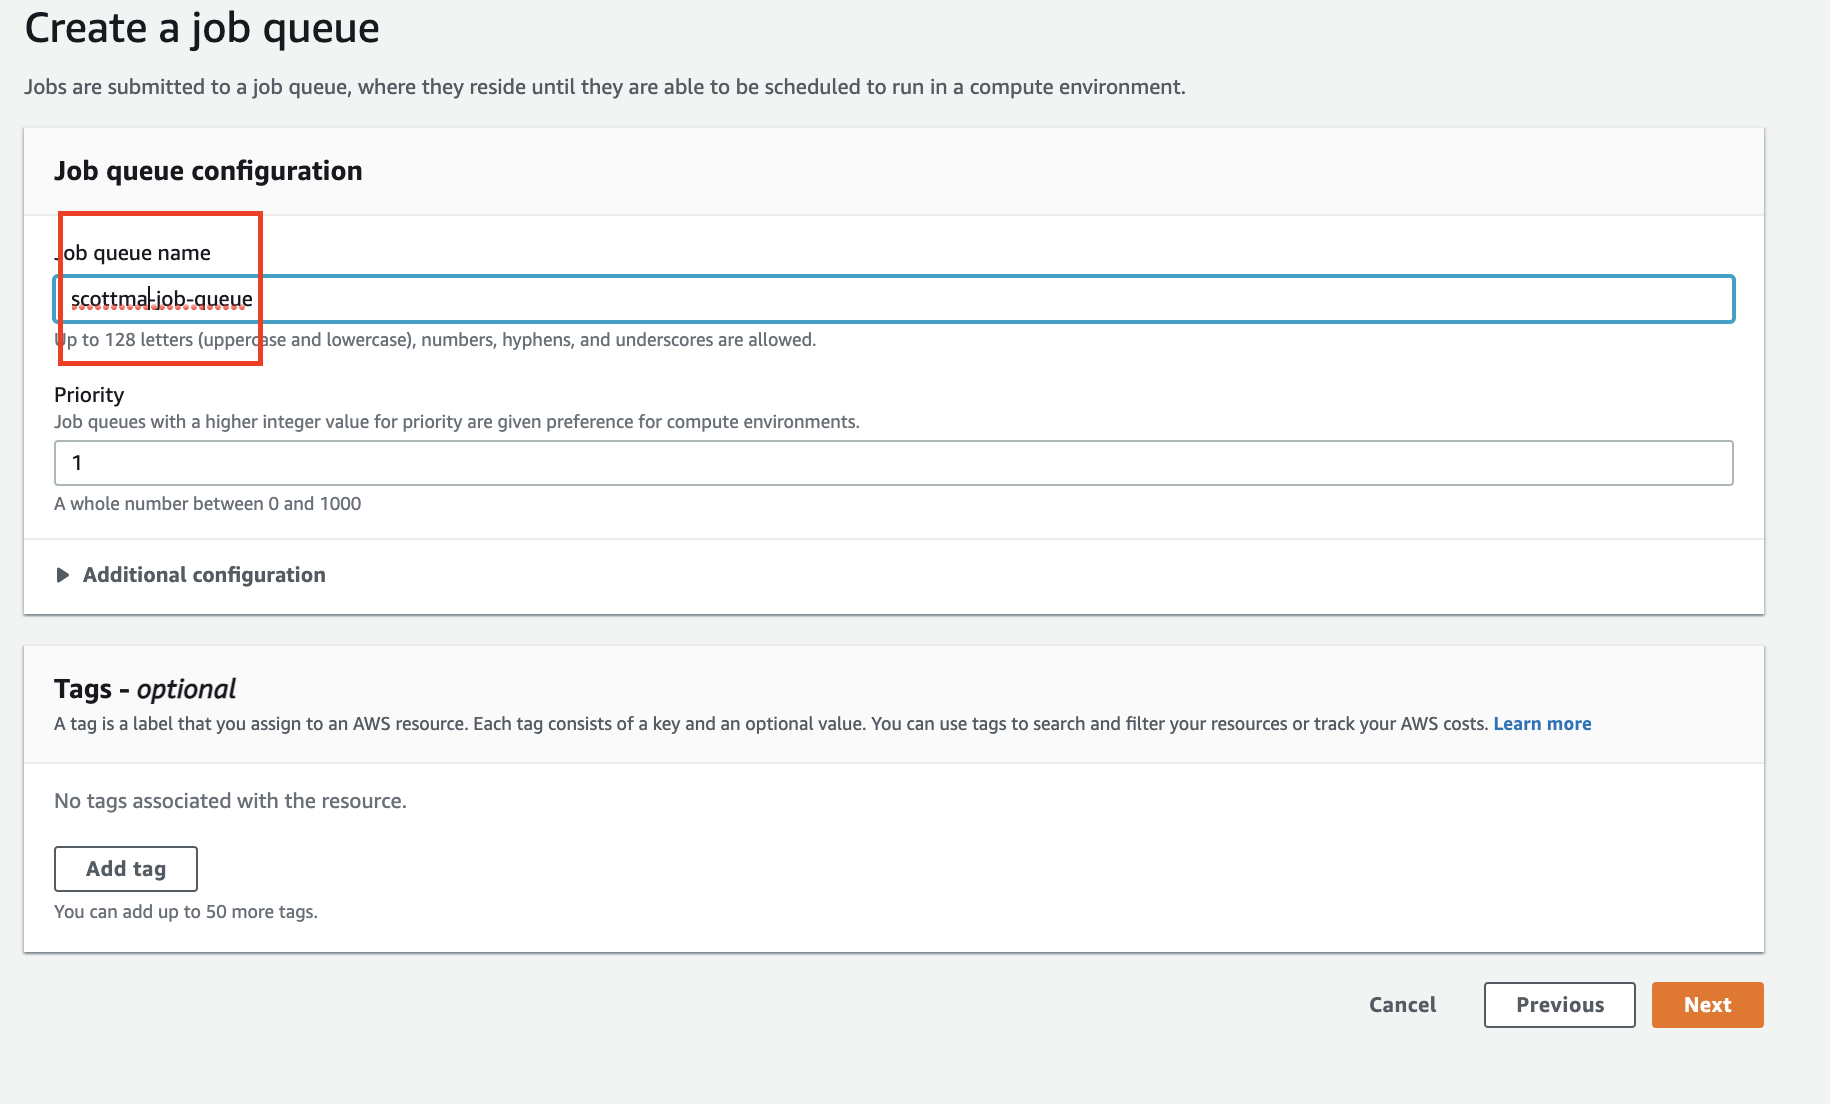 Create a job queue
Jobs are submitted to a job queue, where they reside until they are able to be scheduled to run in a compute environment.
Job queue configuration
Job queue name
scottma-job-queue
Up to 128 letters (uppercase and lowercase), numbers, hyphens, and underscores are allowed.
Priority
Job queues with a higher integer value for priority are given preference for compute environments.
1
A whole number between 0 and 1000
Additional configuration
Tags - optional
A tag is a label that you assign to an AWS resource. Each tag consists of a key and an optional value. You can use tags to search and filter your resources or track your AWS costs. Learn more
No tags associated with the resource.
Add tag
You can add up to 50 more tags.
Cancel
Previous
Next